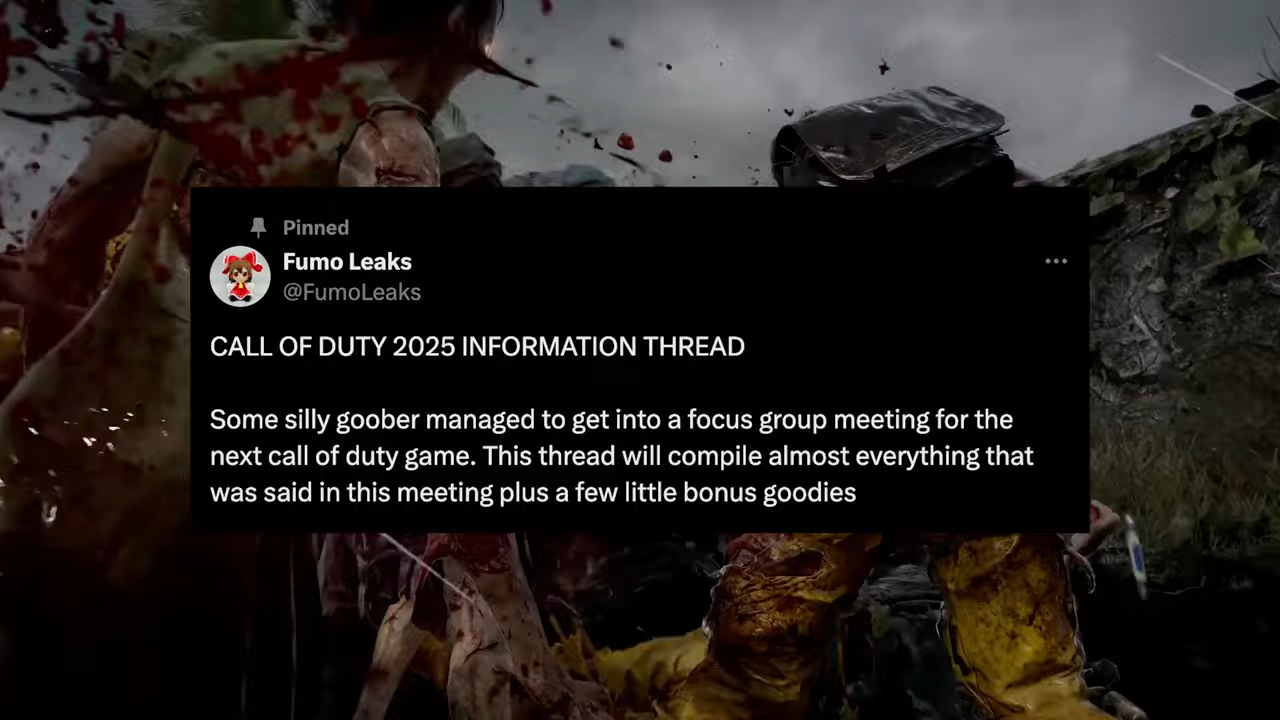 Pinned
Fumo Leaks
@FumoLeaks
CALL OF DUTY 2025 INFORMATION THREAD
Some silly goober managed to get into a focus group meeting for the
next call of duty game. This thread will compile almost everything that
was said in this meeting plus a few little bonus goodies